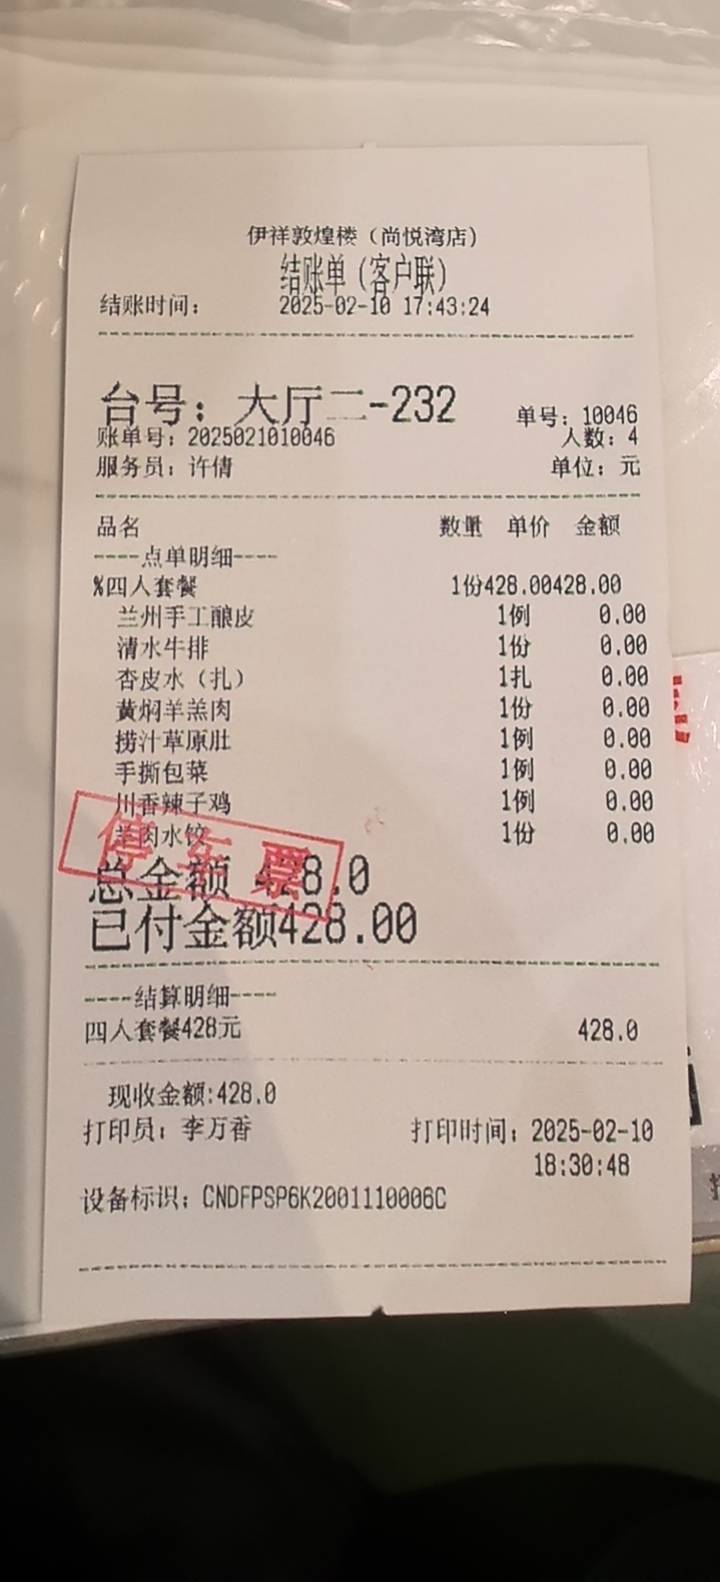 伊祥敦煌楼（尚悦湾店）
结账单（客户联）
结账时间： 2025-02-10 17:43:24
台号：大厅二-232 单号：10046
账单号：2025021010046 人数：4
服务员：许倩 单位：元
品名 数量 单价 金额
----点单明细----
%四人套餐 1份428.00428.00
兰州手工酿皮 1例 0.00
清水牛排 1份 0.00
杏皮水（扎） 1扎 0.00
黄焖羊羔肉 1份 0.00
捞汁草原肚 1例 0.00
手撕包菜 1例 0.00
川香辣子鸡 1例 0.00
羊肉水饺 1份 0.00
停车票
总金额 428.0
已付金额428.00
----结算明细----
四人套餐428元 428.0
现收金额:428.0
打印员：李万香 打印时间：2025-02-10
18:30:48
设备标识：CNDFPSP6K2001110006C